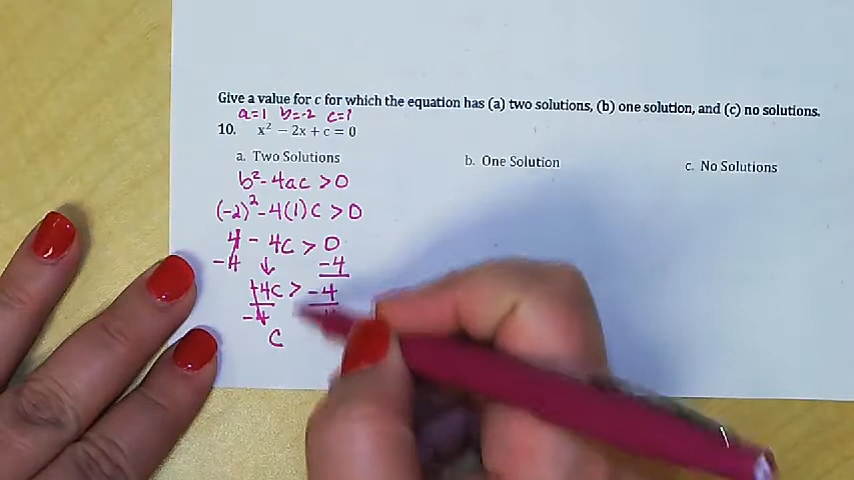 Give a value for c for which the equation has (a) two solutions, (b) one solution, and (c) no solutions.
a=1 b=-2 c=?
10. x² − 2x + c = 0
a. Two Solutions
b. One Solution
c. No Solutions
b²-4ac >0
(-2)²-4(1)c >0
4 - 4c > 0
-4 -4
-4c > -4
-4
c